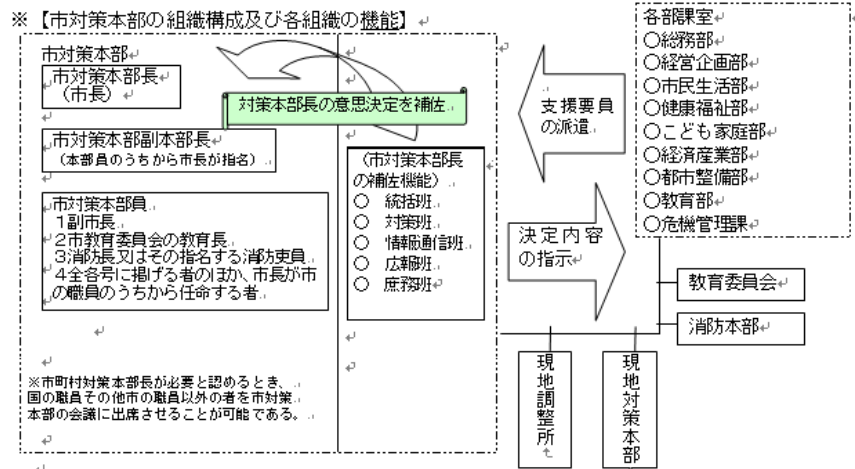 ※【市対策本部の組織構成及び各組織の機能】
市対策本部
市対策本部長
(市長)
対策本部長の意思決定を補佐
市対策本部副本部長
(本部員のうちから市長が指名)
市対策本部員
1副市長
2市教育委員会の教育長
3消防長又はその指名する消防吏員
4全各号に掲げる者のほか、市長が市
の職員のうちから任命する者
※市町村対策本部長が必要と認めるとき、
国の職員その他市の職員以外の者を市対策
本部の会議に出席させることが可能である。
(市対策本部長
の補佐機能)
○ 統括班
○ 対策班
○ 情報通信班
○ 広報班
○ 庶務班
支援要員
の派遣
決定内容
の指示
各部課室
○総務部
○経営企画部
○市民生活部
○健康福祉部
○こども家庭部
○経済産業部
○都市整備部
○教育部
○危機管理課
教育委員会
消防本部
現地調整所
現地対策本部